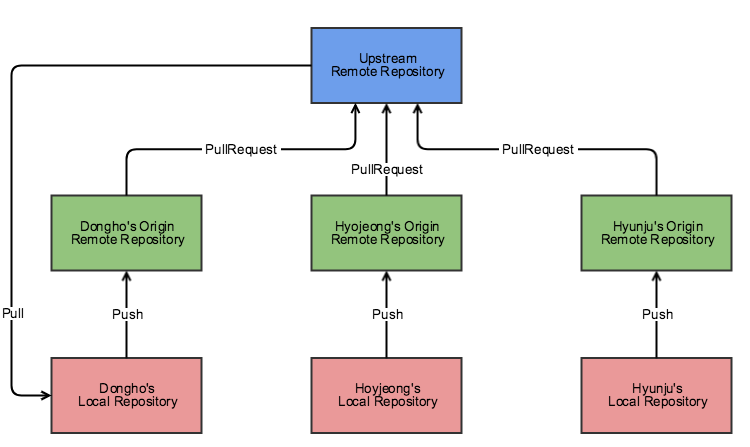 Upstream
Remote Repository
PullRequest
PullRequest
PullRequest
Dongho's Origin
Remote Repository
Hyojeong's Origin
Remote Repository
Hyunju's Origin
Remote Repository
Pull
Push
Push
Push
Dongho's
Local Repository
Hoyjeong's
Local Repository
Hyunju's
Local Repository